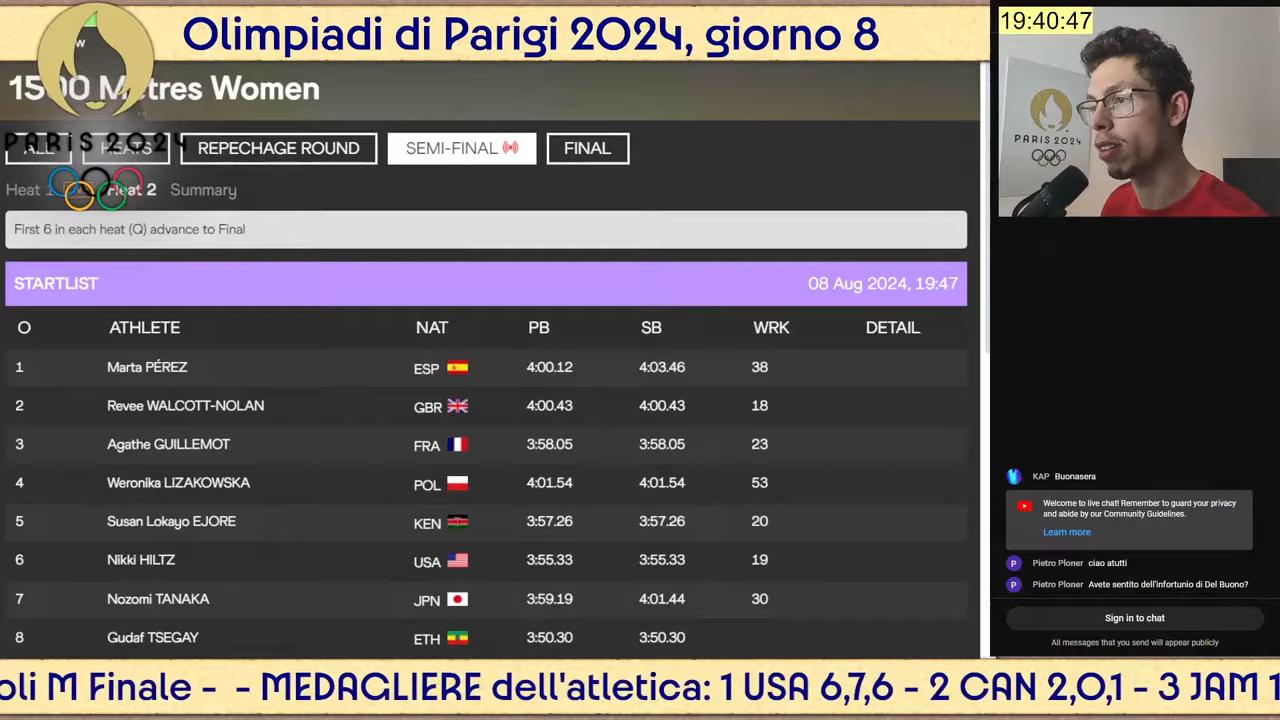 Olimpiadi di Parigi 2024, giorno 8
19:40:47
1500 Metres Women
PARIS 2024
ALL HEATS REPECHAGE ROUND SEMI-FINAL FINAL
Heat 1 Heat 2 Summary
First 6 in each heat (Q) advance to Final
STARTLIST 08 Aug 2024, 19:47
O ATHLETE NAT PB SB WRK DETAIL
1 Marta PÉREZ ESP 4:00.12 4:03.46 38
2 Revee WALCOTT-NOLAN GBR 4:00.43 4:00.43 18
3 Agathe GUILLEMOT FRA 3:58.05 3:58.05 23
4 Weronika LIZAKOWSKA POL 4:01.54 4:01.54 53
5 Susan Lokayo EJORE KEN 3:57.26 3:57.26 20
6 Nikki HILTZ USA 3:55.33 3:55.33 19
7 Nozomi TANAKA JPN 3:59.19 4:01.44 30
8 Gudaf TSEGAY ETH 3:50.30 3:50.30
PARIS 2024
KAP Buonasera
Welcome to live chat! Remember to guard your privacy
and abide by our Community Guidelines.
Learn more
P Pietro Ploner ciao atutti
P Pietro Ploner Avete sentito dell'infortunio di Del Buono?
Sign in to chat
All messages that you send will appear publicly
oli M Finale - - MEDAGLIERE dell'atletica: 1 USA 6,7,6 - 2 CAN 2,0,1 - 3 JAM 1